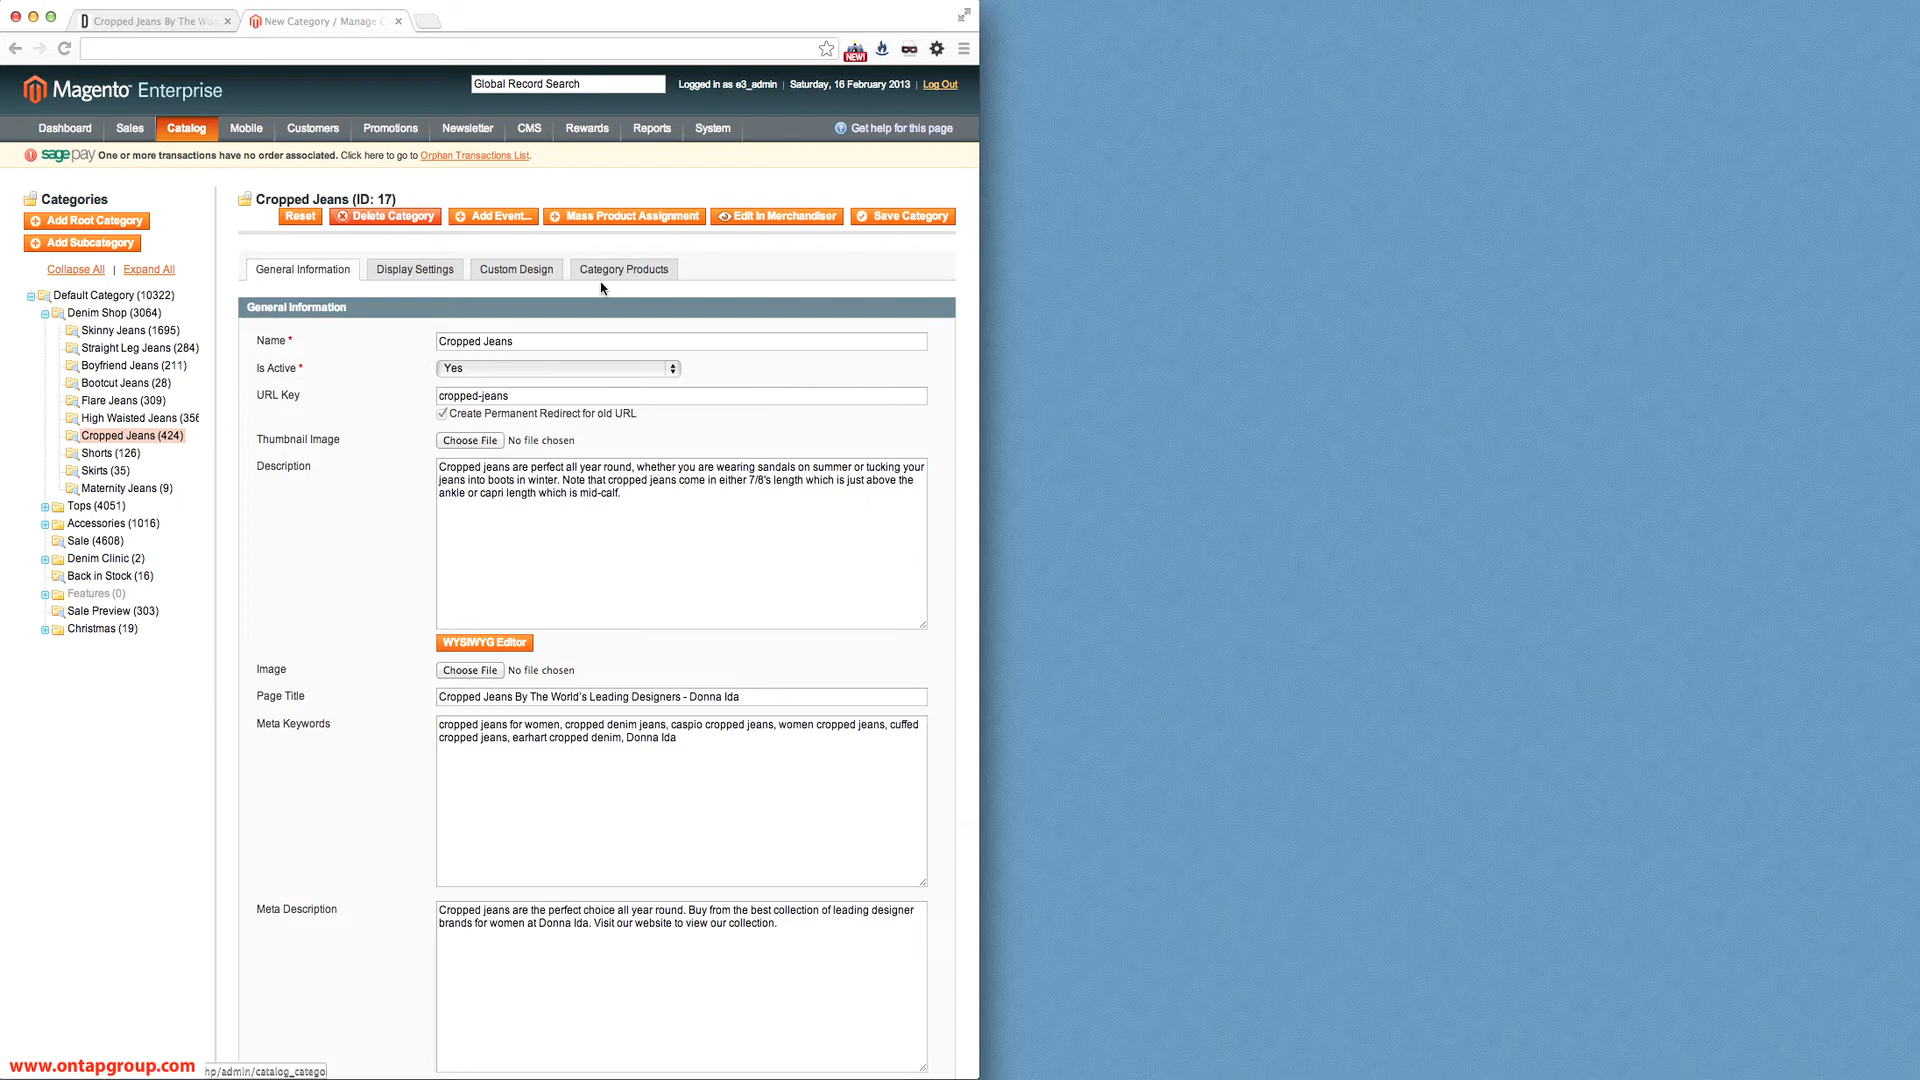 Cropped Jeans By The Wo
New Category / Manage C
NEW!
Magento Enterprise
Global Record Search
Logged in as e3_admin | Saturday, 16 February 2013 | Log Out
Dashboard Sales Catalog Mobile Customers Promotions Newsletter CMS Rewards Reports System
Get help for this page
sage pay One or more transactions have no order associated. Click here to go to Orphan Transactions List.
Categories
Add Root Category
Add Subcategory
Collapse All | Expand All
Default Category (10322)
Denim Shop (3064)
Skinny Jeans (1695)
Straight Leg Jeans (284)
Boyfriend Jeans (211)
Bootcut Jeans (28)
Flare Jeans (309)
High Waisted Jeans (356
Cropped Jeans (424)
Shorts (126)
Skirts (35)
Maternity Jeans (9)
Tops (4051)
Accessories (1016)
Sale (4608)
Denim Clinic (2)
Back in Stock (16)
Features (0)
Sale Preview (303)
Christmas (19)
Cropped Jeans (ID: 17)
Reset Delete Category Add Event... Mass Product Assignment Edit in Merchandiser Save Category
General Information Display Settings Custom Design Category Products
General Information
Name * Cropped Jeans
Is Active * Yes
URL Key cropped-jeans
Create Permanent Redirect for old URL
Thumbnail Image Choose File No file chosen
Description
Cropped jeans are perfect all year round, whether you are wearing sandals on summer or tucking your
jeans into boots in winter. Note that cropped jeans come in either 7/8's length which is just above the
ankle or capri length which is mid-calf.
WYSIWYG Editor
Image Choose File No file chosen
Page Title Cropped Jeans By The World's Leading Designers - Donna Ida
Meta Keywords
cropped jeans for women, cropped denim jeans, caspio cropped jeans, women cropped jeans, cuffed
cropped jeans, earhart cropped denim, Donna Ida
Meta Description
Cropped jeans are the perfect choice all year round. Buy from the best collection of leading designer
brands for women at Donna Ida. Visit our website to view our collection.
www.ontapgroup.com
hp/admin/catalog_catego